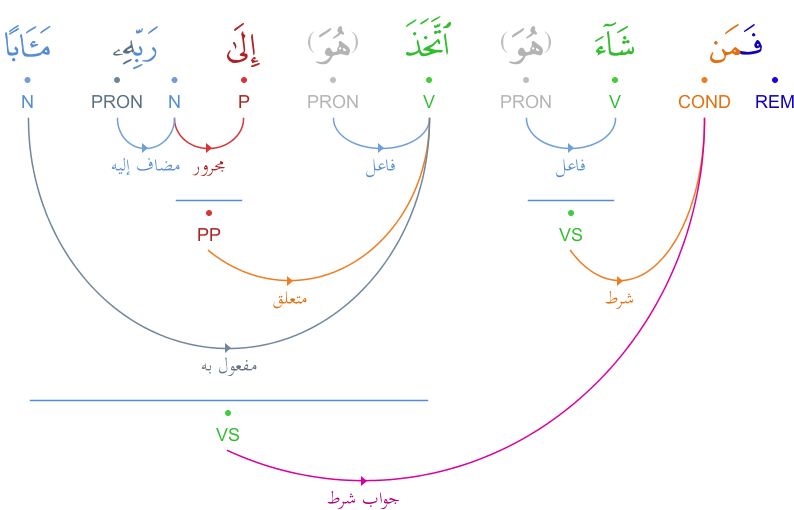 فَمَن شَآءَ (هُوَ) ٱتَّخَذَ (هُوَ) إِلَىٰ رَبِّهِۦ مَـَٔابًا
REM COND V PRON V PRON P N PRON N
فاعل فاعل مجرور مضاف إليه
VS PP
شرط متعلق
مفعول به
VS
جواب شرط